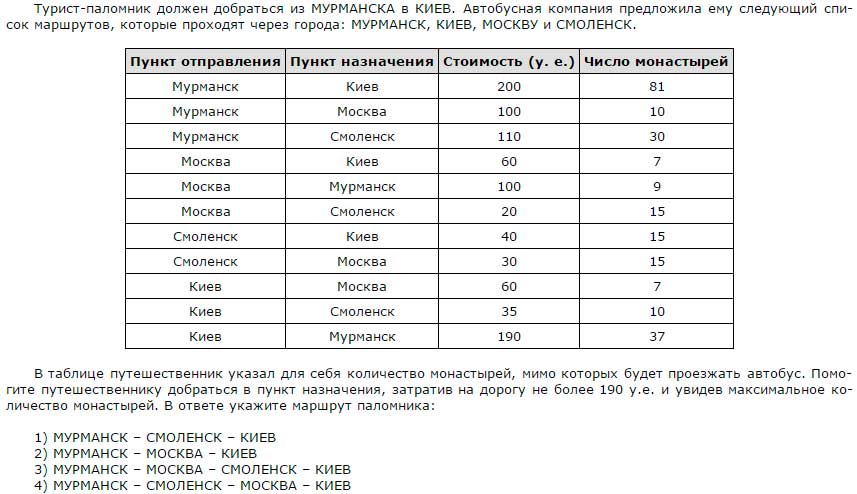 Турист-паломник должен добраться из МУРМАНСКА в КИЕВ. Автобусная компания предложила ему следующий спи-
сок маршрутов, которые проходят через города: МУРМАНСК, КИЕВ, МОСКВУ и СМОЛЕНСК.
Пункт отправления Пункт назначения Стоимость (у. е.) Число монастырей
Мурманск Киев 200 81
Мурманск Москва 100 10
Мурманск Смоленск 110 30
Москва Киев 60 7
Москва Мурманск 100 9
Москва Смоленск 20 15
Смоленск Киев 40 15
Смоленск Москва 30 15
Киев Москва 60 7
Киев Смоленск 35 10
Киев Мурманск 190 37
В таблице путешественник указал для себя количество монастырей, мимо которых будет проезжать автобус. Помо-
гите путешественнику добраться в пункт назначения, затратив на дорогу не более 190 у.е. и увидев максимальное ко-
личество монастырей. В ответе укажите маршрут паломника:
1) МУРМАНСК – СМОЛЕНСК – КИЕВ
2) МУРМАНСК – МОСКВА – КИЕВ
3) МУРМАНСК – МОСКВА – СМОЛЕНСК – КИЕВ
4) МУРМАНСК – СМОЛЕНСК – МОСКВА – КИЕВ